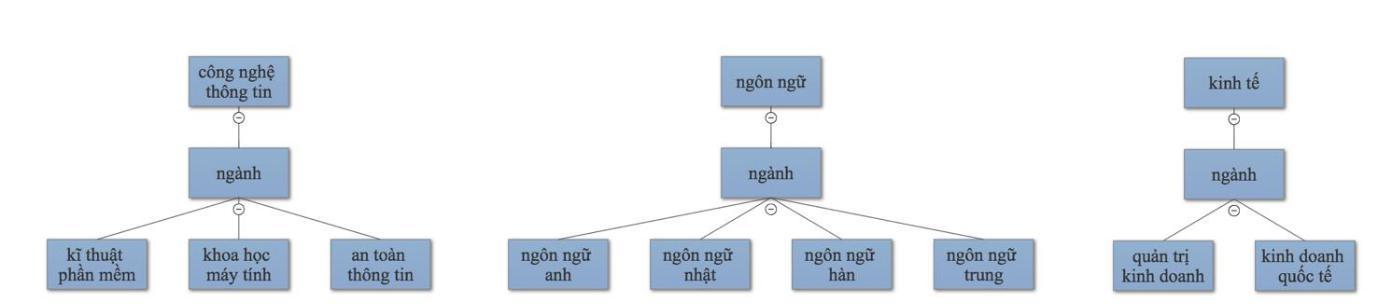 công nghệ
thông tin
ngành
kĩ thuật
phần mềm
khoa học
máy tính
an toàn
thông tin
ngôn ngữ
ngành
ngôn ngữ
anh
ngôn ngữ
nhật
ngôn ngữ
hàn
ngôn ngữ
trung
kinh tế
ngành
quản trị
kinh doanh
kinh doanh
quốc tế